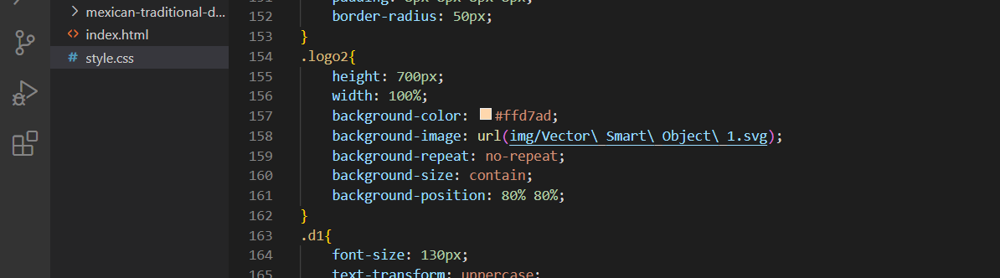 mexican-traditional-d...
index.html
# style.css
152 border-radius: 50px;
153 }
154 .logo2{
155 height: 700px;
156 width: 100%;
157 background-color: #ffd7ad;
158 background-image: url(img/Vector\ Smart\ Object\ 1.svg);
159 background-repeat: no-repeat;
160 background-size: contain;
161 background-position: 80% 80%;
162 }
163 .d1{
164 font-size: 130px;
165 text-transform: uppercase;